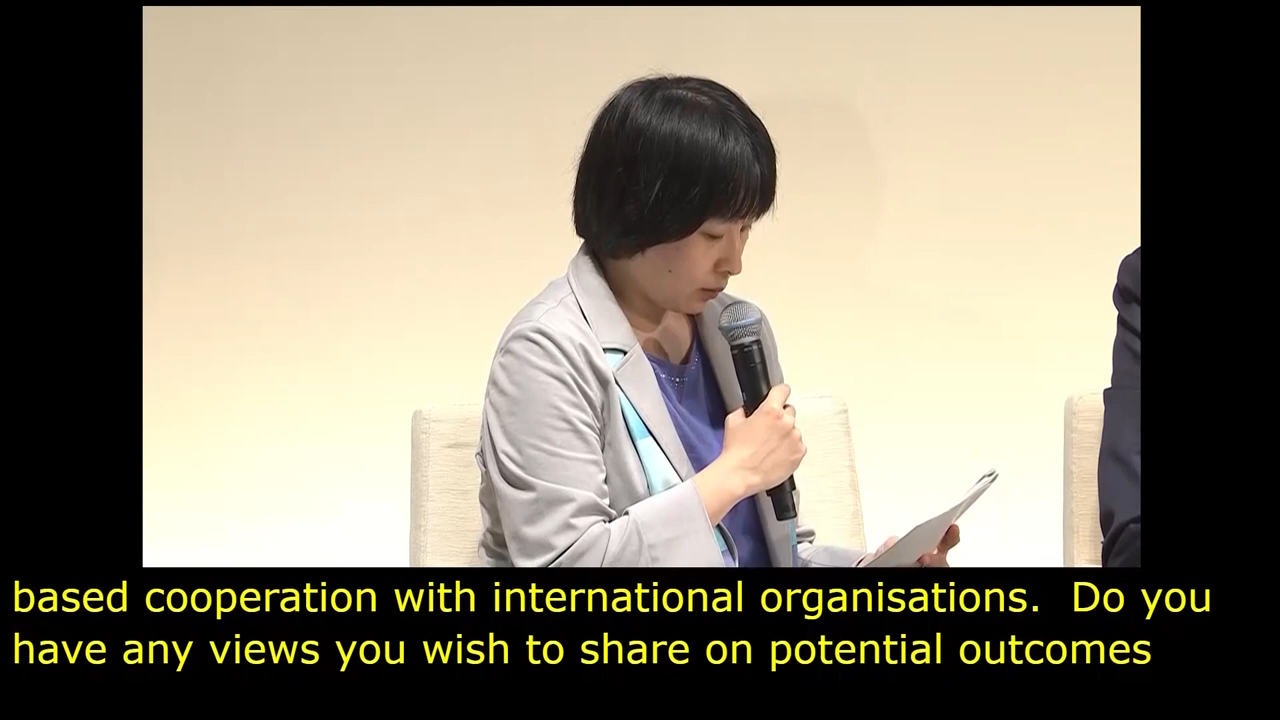 based cooperation with international organisations.  Do you
have any views you wish to share on potential outcomes